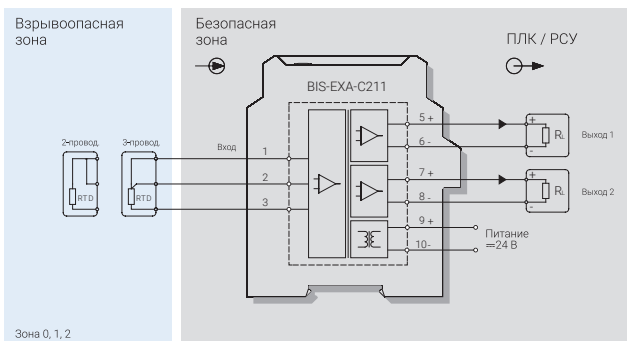 Взрывоопасная
зона
Безопасная
зона
ПЛК / РСУ
BIS-EXA-C211
2-провод.
3-провод.
Вход
1
2
3
RTD
RTD
5 +
6 -
7 +
8 -
9 +
10-
+
RL
-
Выход 1
+
RL
-
Выход 2
Питание
⎓24 В
Зона 0, 1, 2